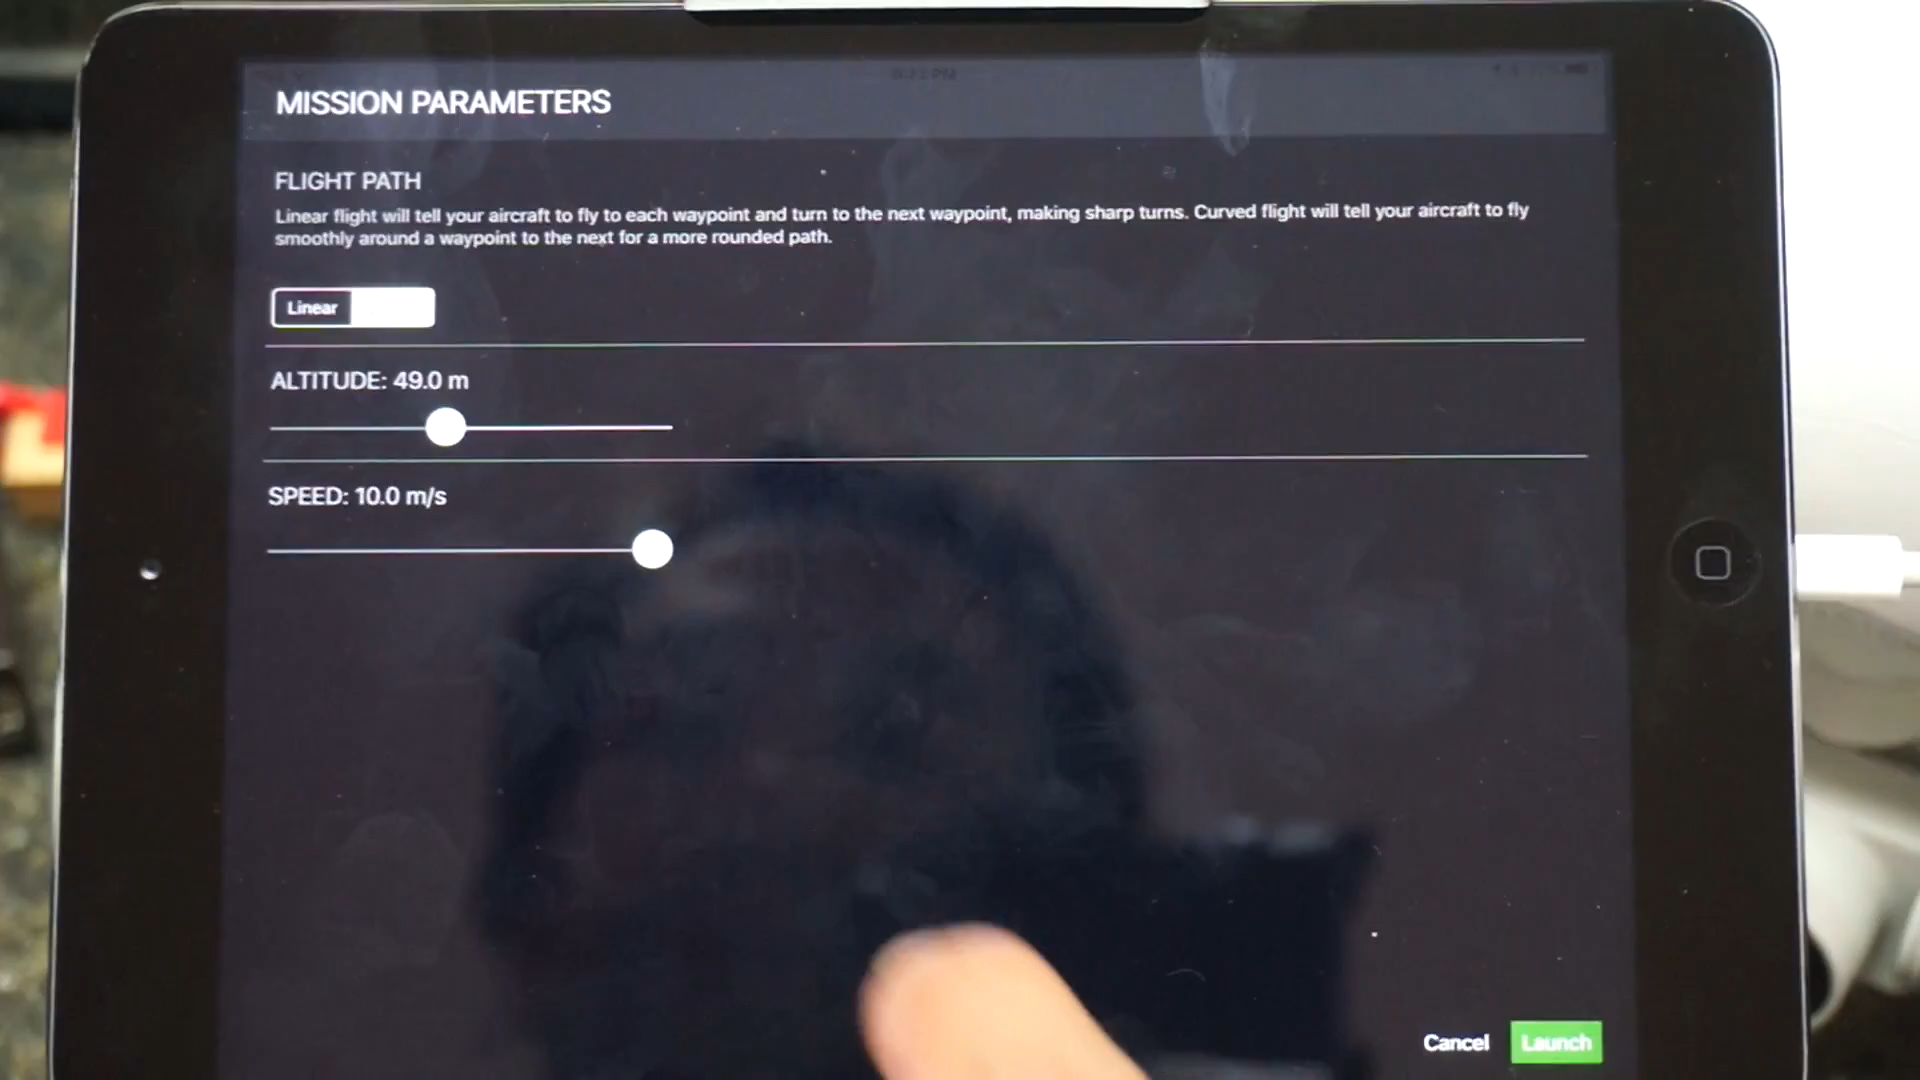 MISSION PARAMETERS
FLIGHT PATH
Linear flight will tell your aircraft to fly to each waypoint and turn to the next waypoint, making sharp turns. Curved flight will tell your aircraft to fly
smoothly around a waypoint to the next for a more rounded path.
Linear
ALTITUDE: 49.0 m
SPEED: 10.0 m/s
Cancel Launch